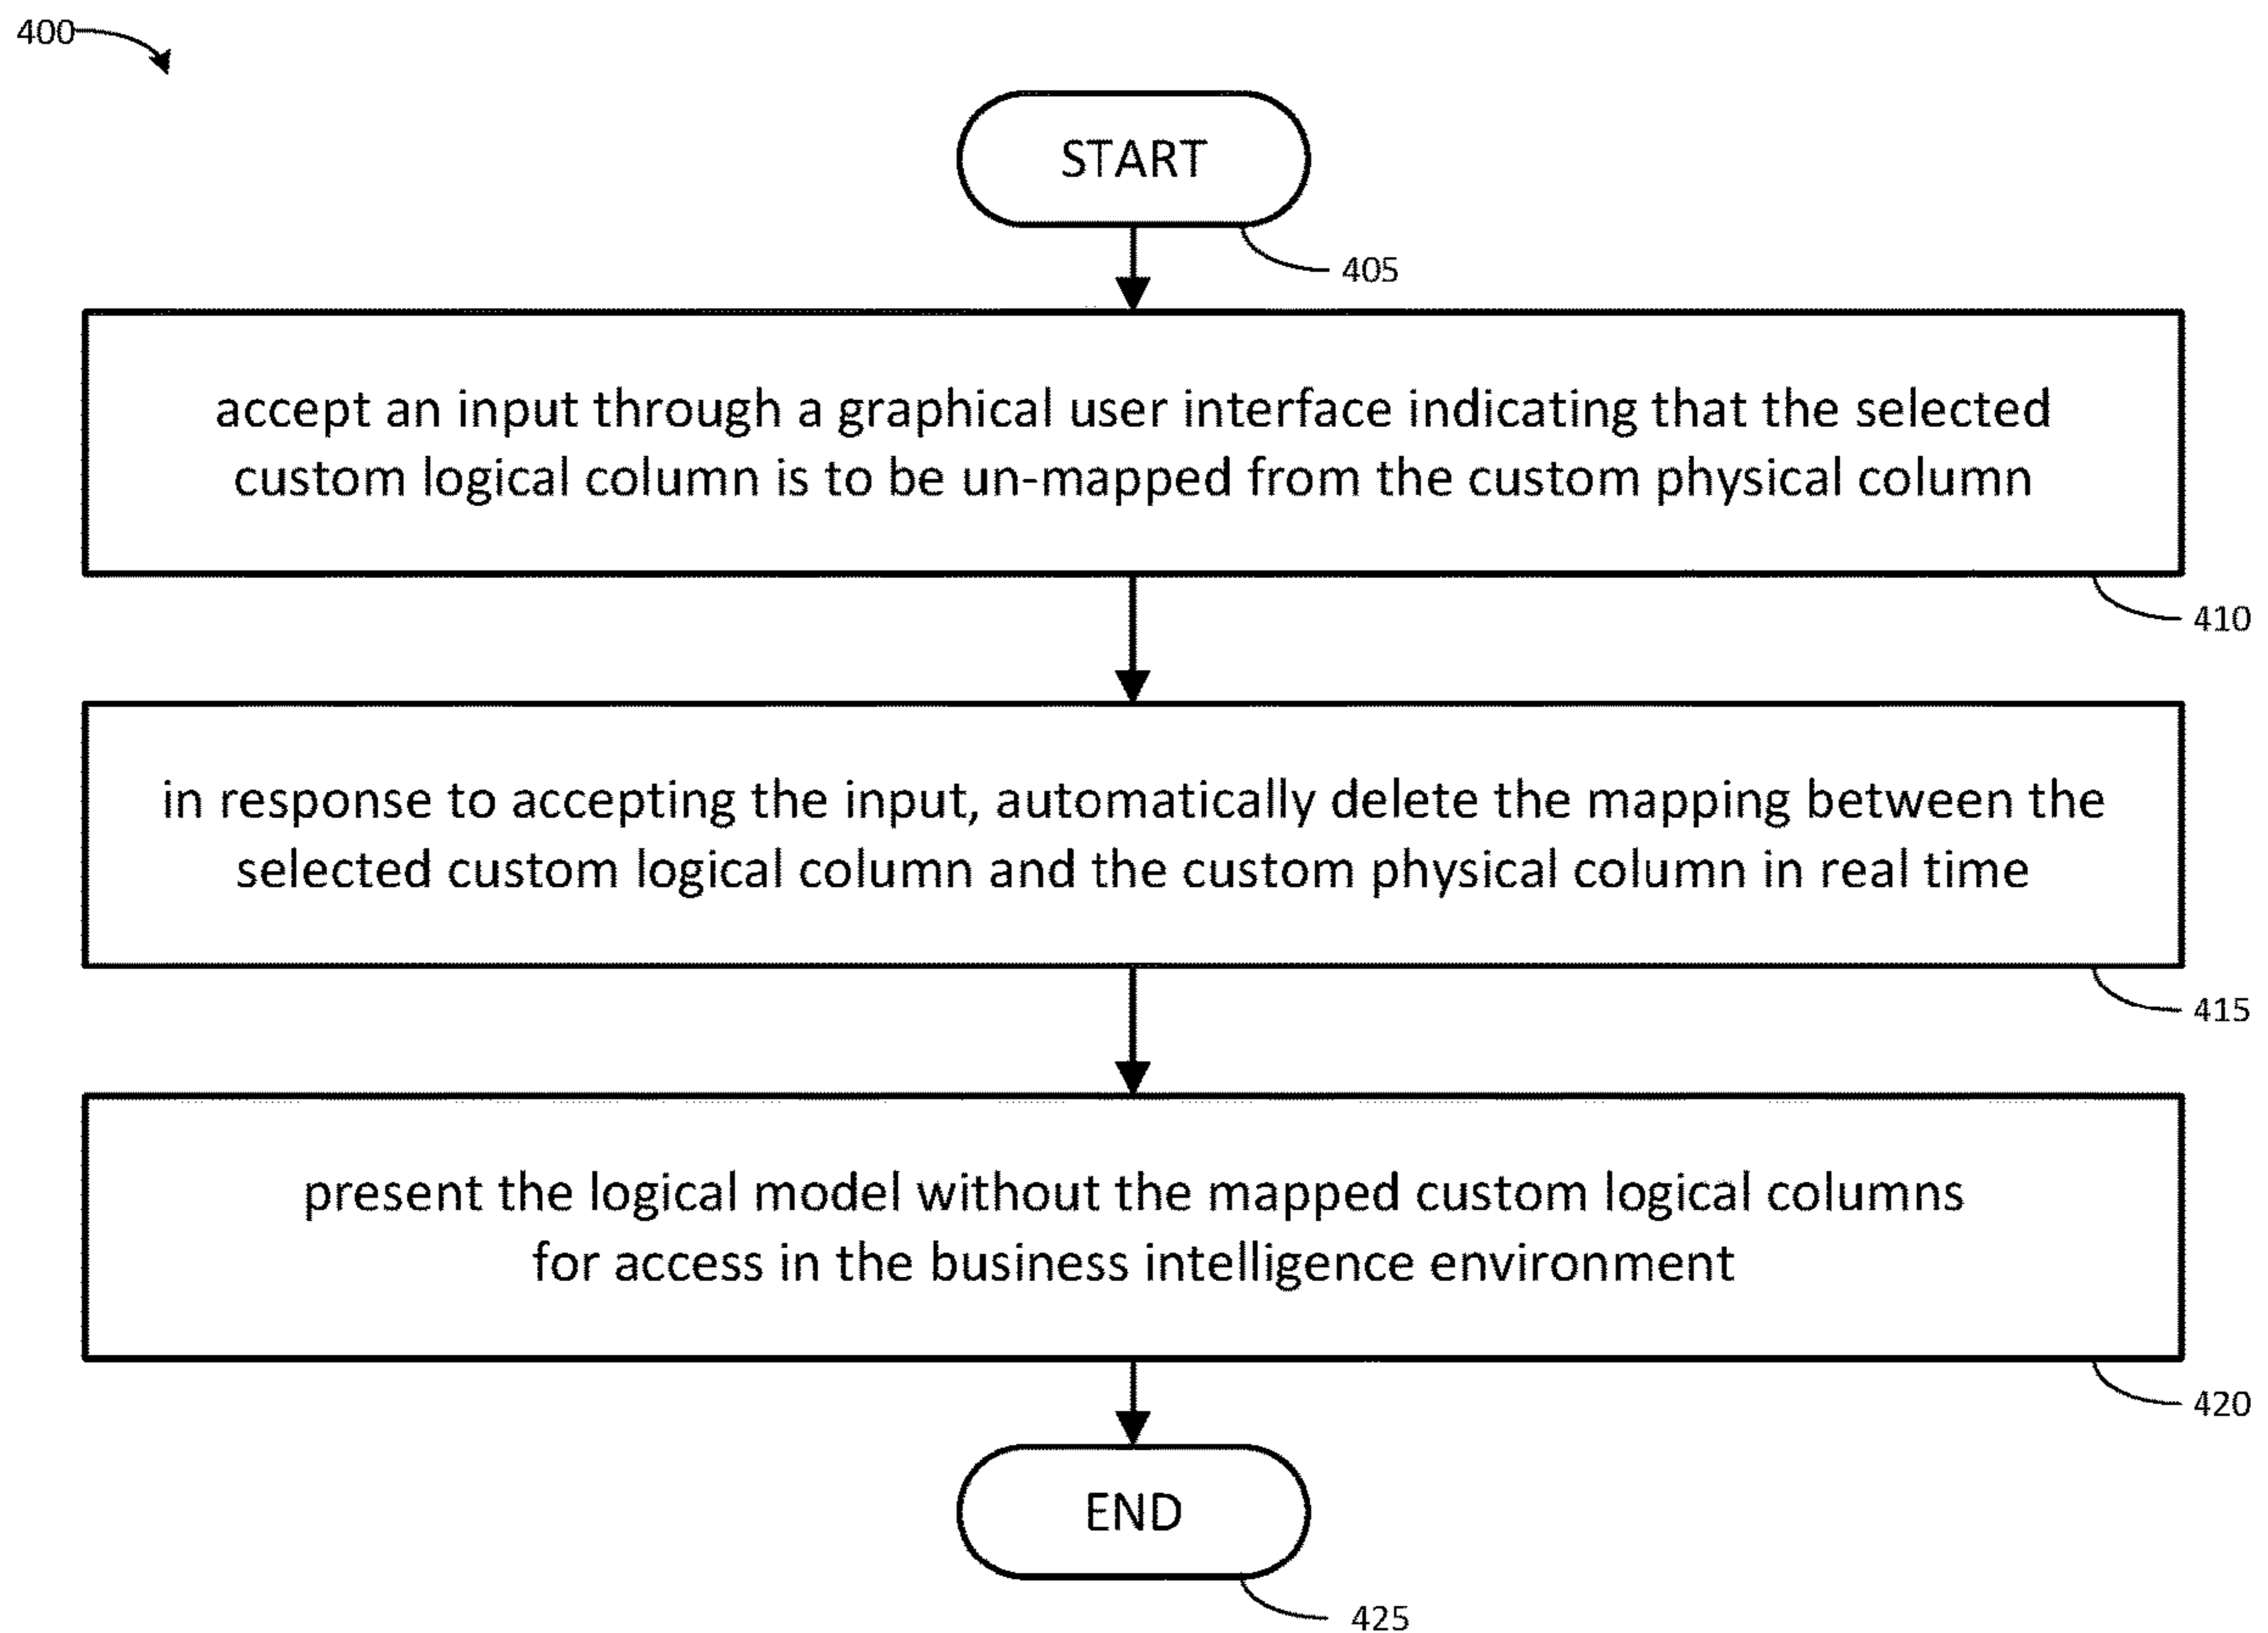 400
START
405
accept an input through a graphical user interface indicating that the selected
custom logical column is to be un-mapped from the custom physical column
410
in response to accepting the input, automatically delete the mapping between the
selected custom logical column and the custom physical column in real time
415
present the logical model without the mapped custom logical columns
for access in the business intelligence environment
420
END
425